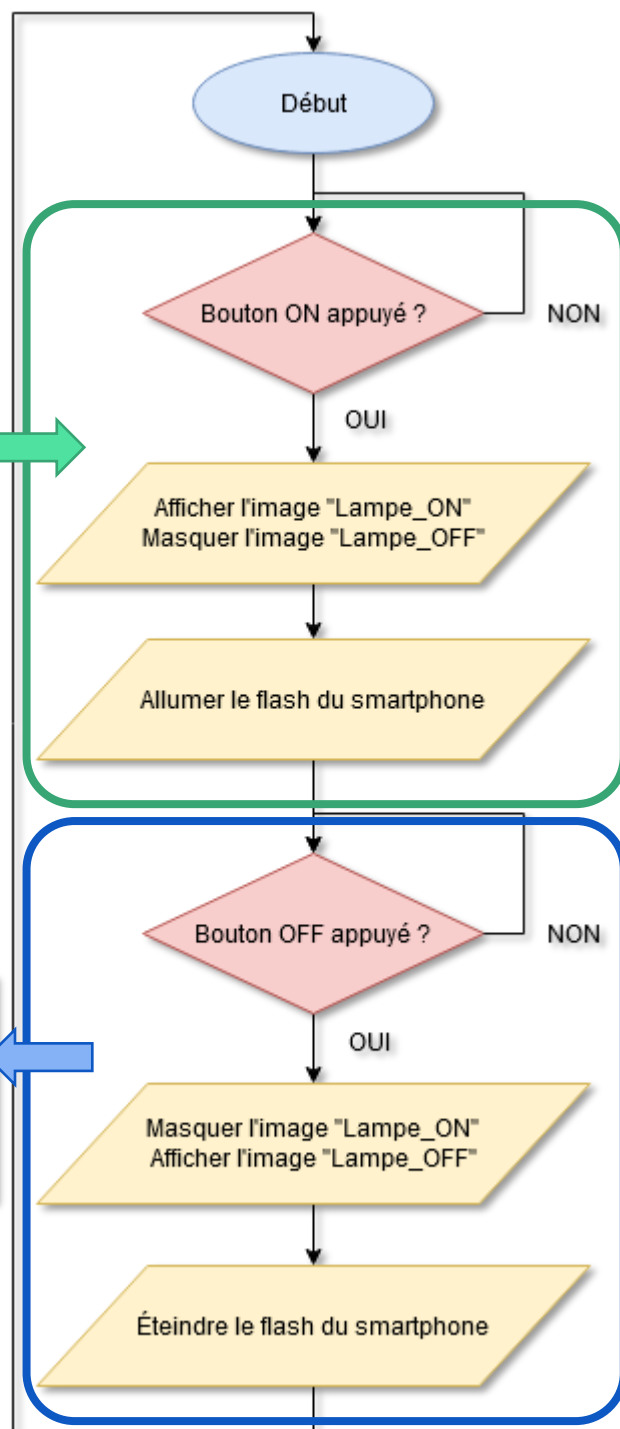 Début
Bouton ON appuyé ?
NON
OUI
Afficher l'image "Lampe_ON"
Masquer l'image "Lampe_OFF"
Allumer le flash du smartphone
Bouton OFF appuyé ?
NON
OUI
Masquer l'image "Lampe_ON"
Afficher l'image "Lampe_OFF"
Éteindre le flash du smartphone